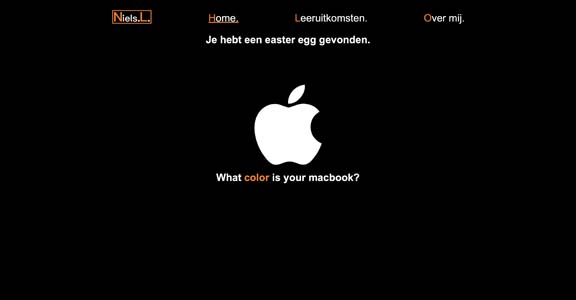 Niels.L. Home. Leeruitkomsten. Over mij.
Je hebt een easter egg gevonden.
What color is your macbook?